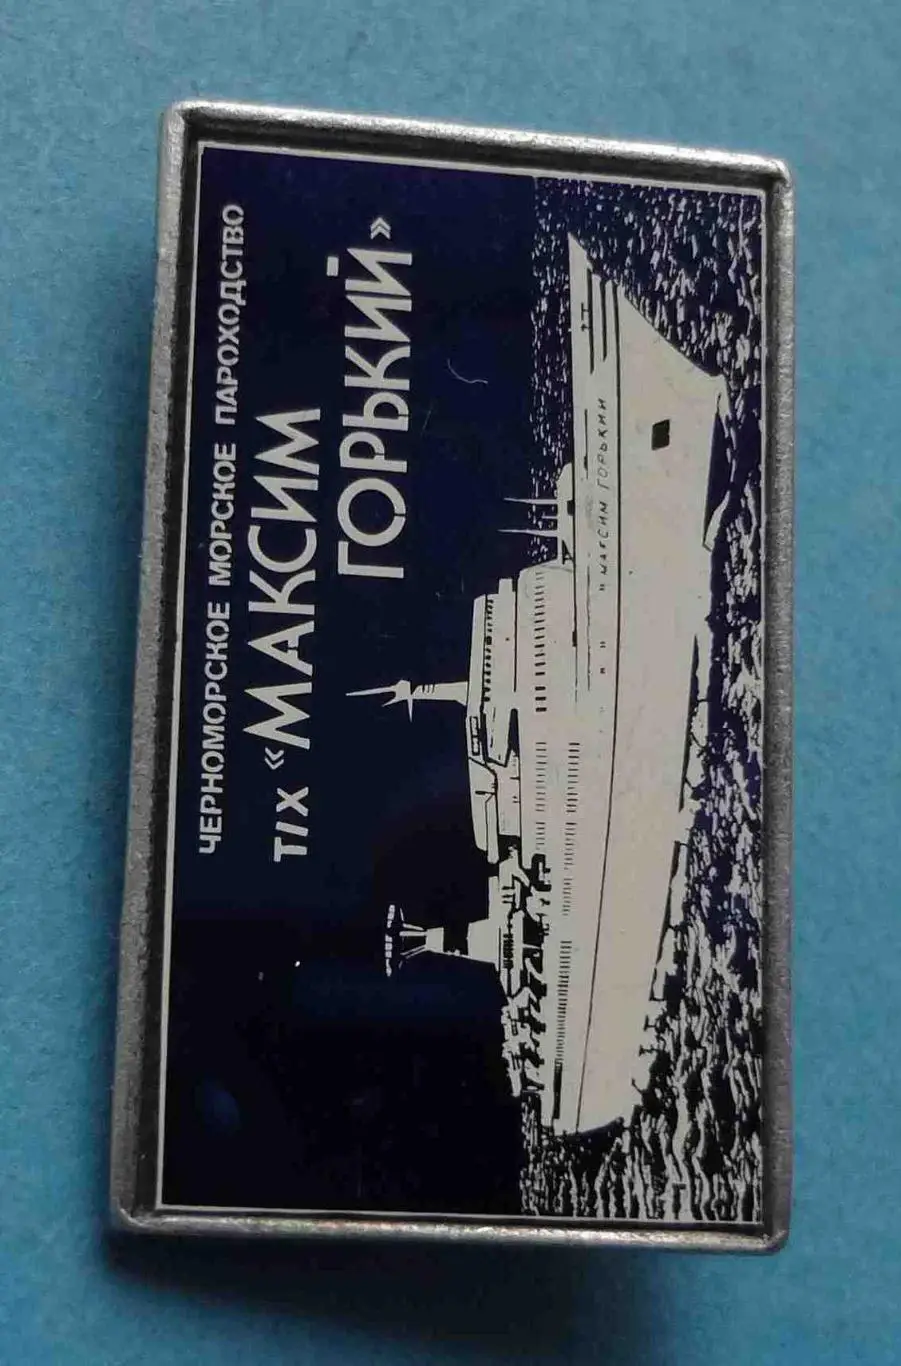 ЧЕРНОМОРСКОЕ МОРСКОЕ ПАРОХОДСТВО
Т/Х «МАКСИМ
ГОРЬКИЙ»
"МАКСИМ ГОРЬКИЙ"